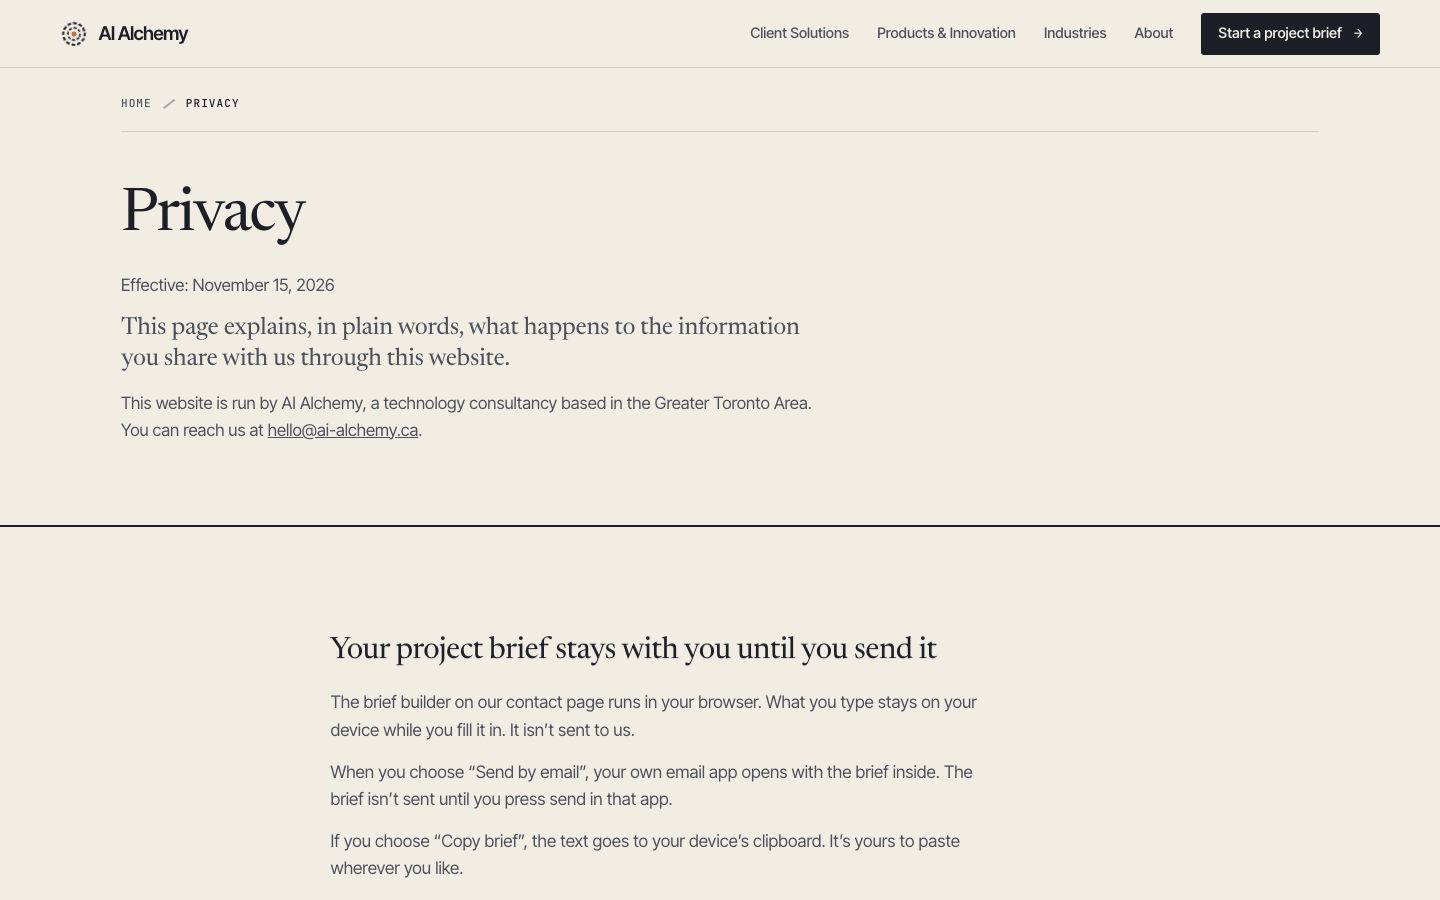 AI Alchemy
Client Solutions
Products & Innovation
Industries
About
Start a project brief →
HOME / PRIVACY
Privacy
Effective: November 15, 2026
This page explains, in plain words, what happens to the information
you share with us through this website.
This website is run by AI Alchemy, a technology consultancy based in the Greater Toronto Area.
You can reach us at hello@ai-alchemy.ca.
Your project brief stays with you until you send it
The brief builder on our contact page runs in your browser. What you type stays on your
device while you fill it in. It isn’t sent to us.
When you choose “Send by email”, your own email app opens with the brief inside. The
brief isn’t sent until you press send in that app.
If you choose “Copy brief”, the text goes to your device’s clipboard. It’s yours to paste
wherever you like.